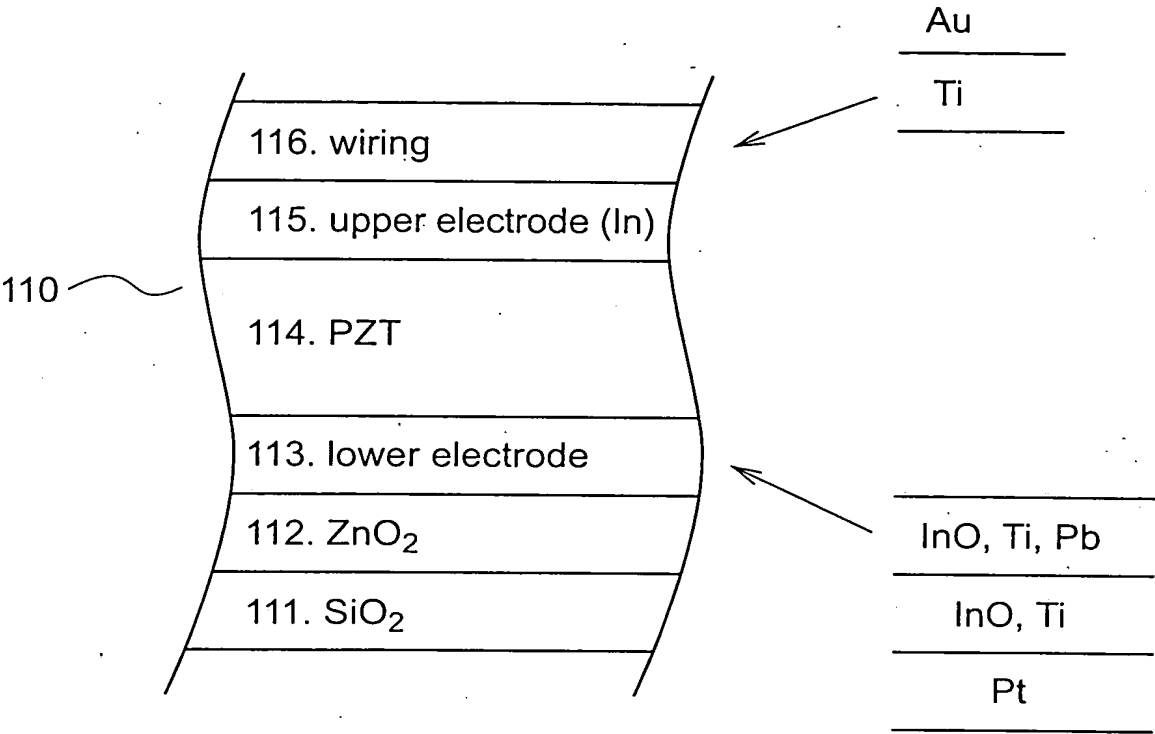 Au
Ti
116. wiring
115. upper electrode (In)
110
114. PZT
113. lower electrode
112. ZnO₂
111. SiO₂
InO, Ti, Pb
InO, Ti
Pt